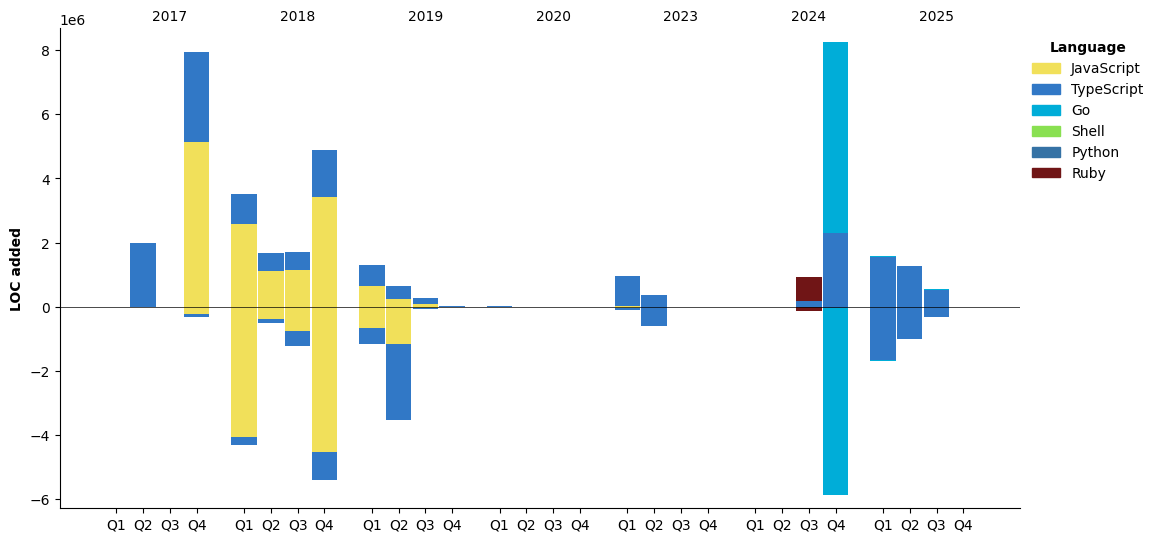 2017 2018 2019 2020 2023 2024 2025
1e6
Language
JavaScript
TypeScript
Go
Shell
Python
Ruby
LOC added
8
6
4
2
0
−2
−4
−6
Q1 Q2 Q3 Q4 Q1 Q2 Q3 Q4 Q1 Q2 Q3 Q4 Q1 Q2 Q3 Q4 Q1 Q2 Q3 Q4 Q1 Q2 Q3 Q4 Q1 Q2 Q3 Q4